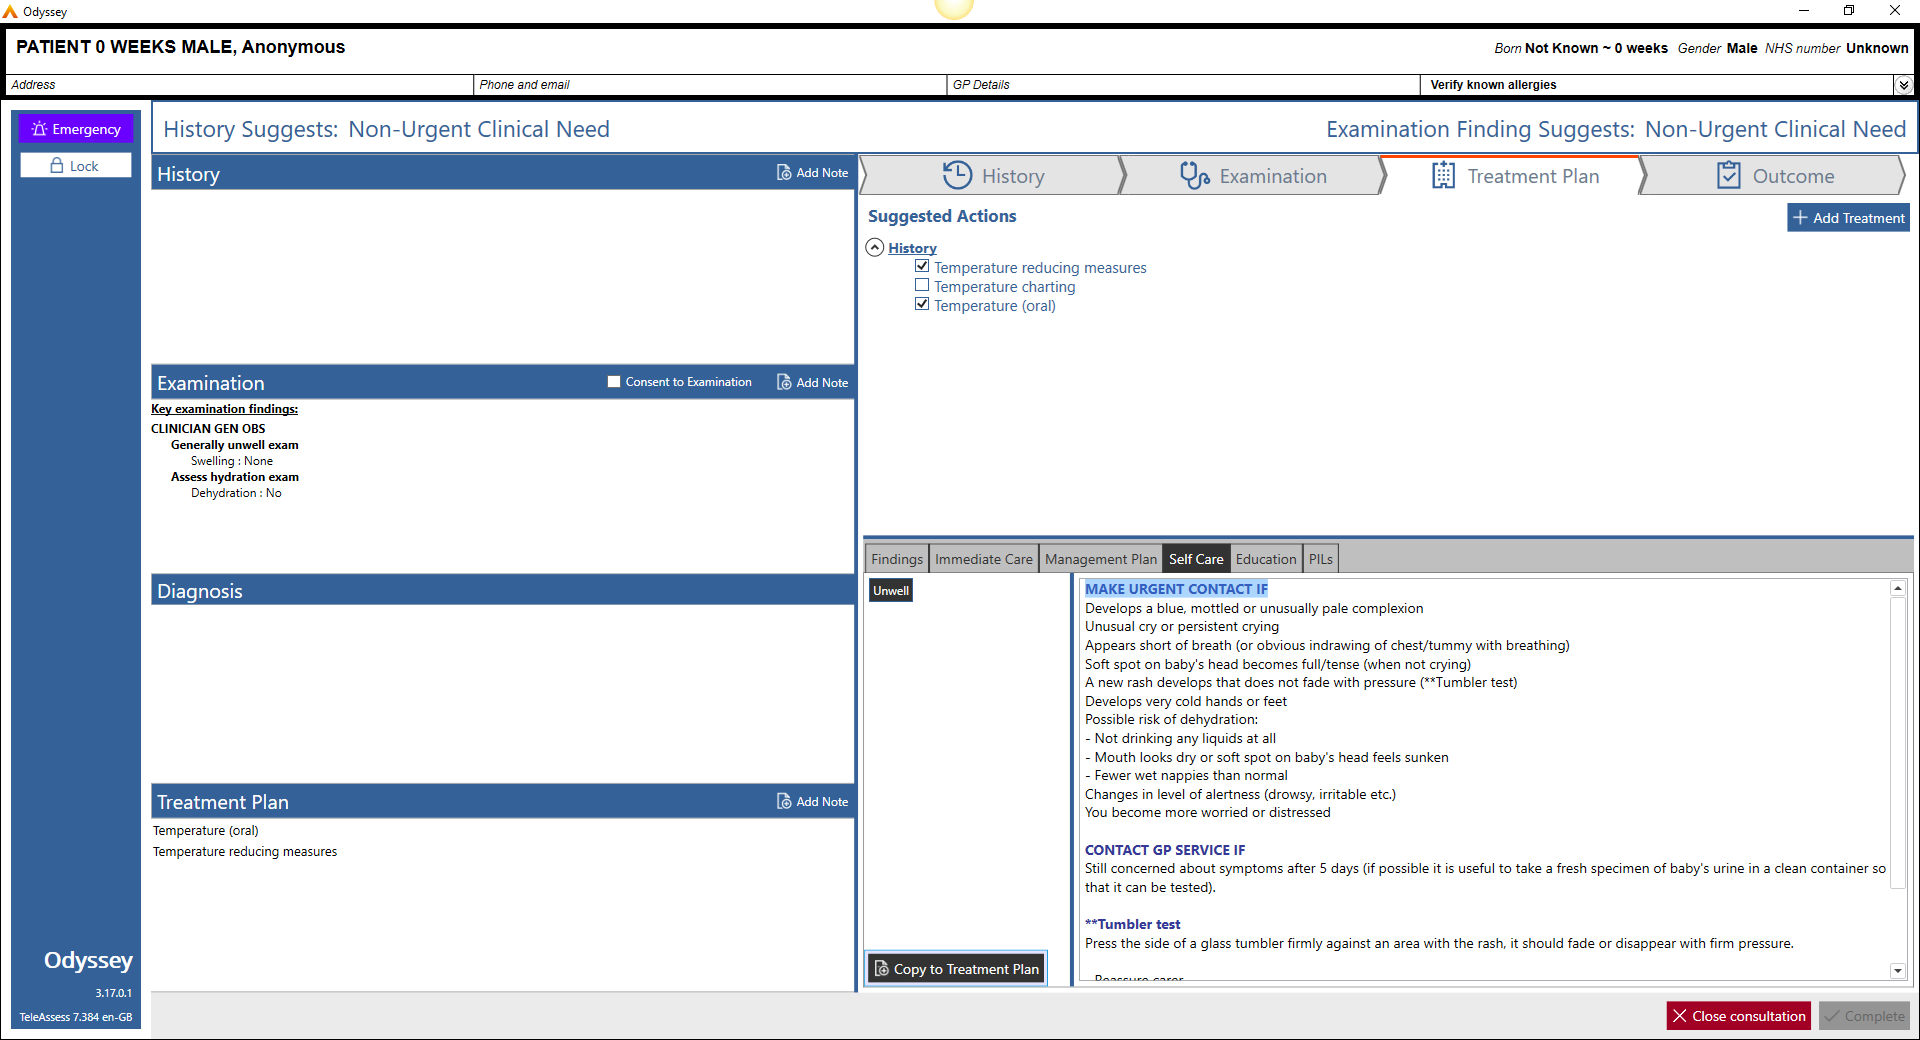 Odyssey
PATIENT 0 WEEKS MALE, Anonymous
Born Not Known ~ 0 weeks Gender Male NHS number Unknown
Address
Phone and email
GP Details
Verify known allergies
Emergency
Lock
History Suggests: Non-Urgent Clinical Need
Examination Finding Suggests: Non-Urgent Clinical Need
History
Add Note
Examination
Consent to Examination
Add Note
Key examination findings:
CLINICIAN GEN OBS
Generally unwell exam
Swelling : None
Assess hydration exam
Dehydration : No
Diagnosis
Treatment Plan
Add Note
Temperature (oral)
Temperature reducing measures
History
Examination
Treatment Plan
Outcome
Suggested Actions
Add Treatment
History
Temperature reducing measures
Temperature charting
Temperature (oral)
Findings
Immediate Care
Management Plan
Self Care
Education
PILs
Unwell
Copy to Treatment Plan
MAKE URGENT CONTACT IF
Develops a blue, mottled or unusually pale complexion
Unusual cry or persistent crying
Appears short of breath (or obvious indrawing of chest/tummy with breathing)
Soft spot on baby's head becomes full/tense (when not crying)
A new rash develops that does not fade with pressure (**Tumbler test)
Develops very cold hands or feet
Possible risk of dehydration:
- Not drinking any liquids at all
- Mouth looks dry or soft spot on baby's head feels sunken
- Fewer wet nappies than normal
Changes in level of alertness (drowsy, irritable etc.)
You become more worried or distressed
CONTACT GP SERVICE IF
Still concerned about symptoms after 5 days (if possible it is useful to take a fresh specimen of baby's urine in a clean container so
that it can be tested).
**Tumbler test
Press the side of a glass tumbler firmly against an area with the rash, it should fade or disappear with firm pressure.
- Reassure carer
Odyssey
3.17.0.1
TeleAssess 7.384 en-GB
Close consultation
Complete